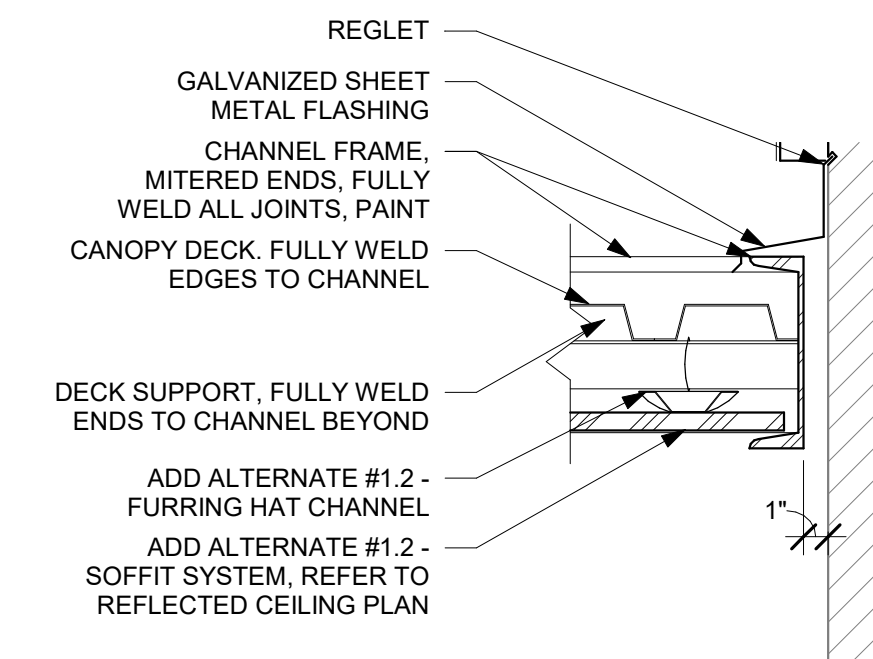 REGLET
GALVANIZED SHEET
METAL FLASHING
CHANNEL FRAME,
MITERED ENDS, FULLY
WELD ALL JOINTS, PAINT
CANOPY DECK. FULLY WELD
EDGES TO CHANNEL
DECK SUPPORT, FULLY WELD
ENDS TO CHANNEL BEYOND
ADD ALTERNATE #1.2 -
FURRING HAT CHANNEL
ADD ALTERNATE #1.2 -
SOFFIT SYSTEM, REFER TO
REFLECTED CEILING PLAN
1"